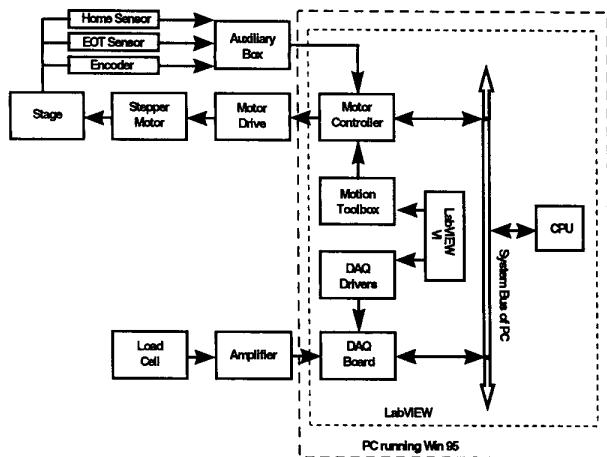 Home Sensor
EOT Sensor
Encoder
Auxiliary
Box
Stage
Stepper
Motor
Motor
Drive
Motor
Controller
Motion
Toolbox
LabVIEW
VI
CPU
System Bus of PC
DAQ
Drivers
Load
Cell
Amplifier
DAQ
Board
LabVIEW
PC running Win 95